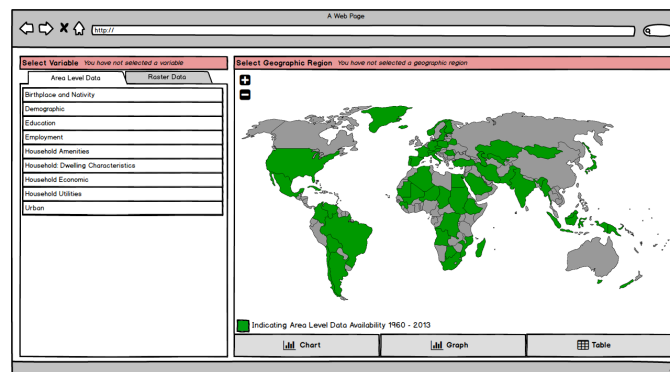 A Web Page
http://
Select Variable You have not selected a variable
Area Level Data
Raster Data
Birthplace and Nativity
Demographic
Education
Employment
Household Amenities
Household: Dwelling Characteristics
Household Economic
Household Utilities
Urban
Select Geographic Region You have not selected a geographic region
Indicating Area Level Data Availability 1960 - 2013
Chart
Graph
Table